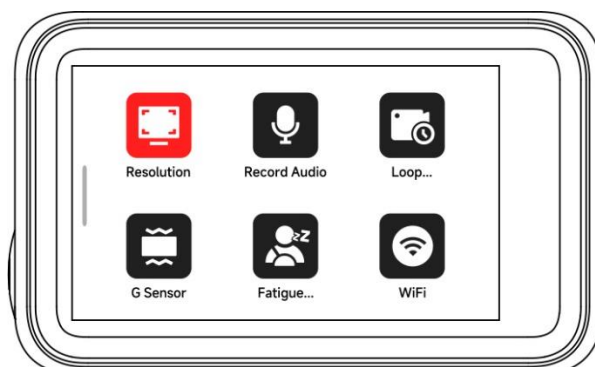 Resolution
Record Audio
Loop...
G Sensor
Fatigue...
WiFi